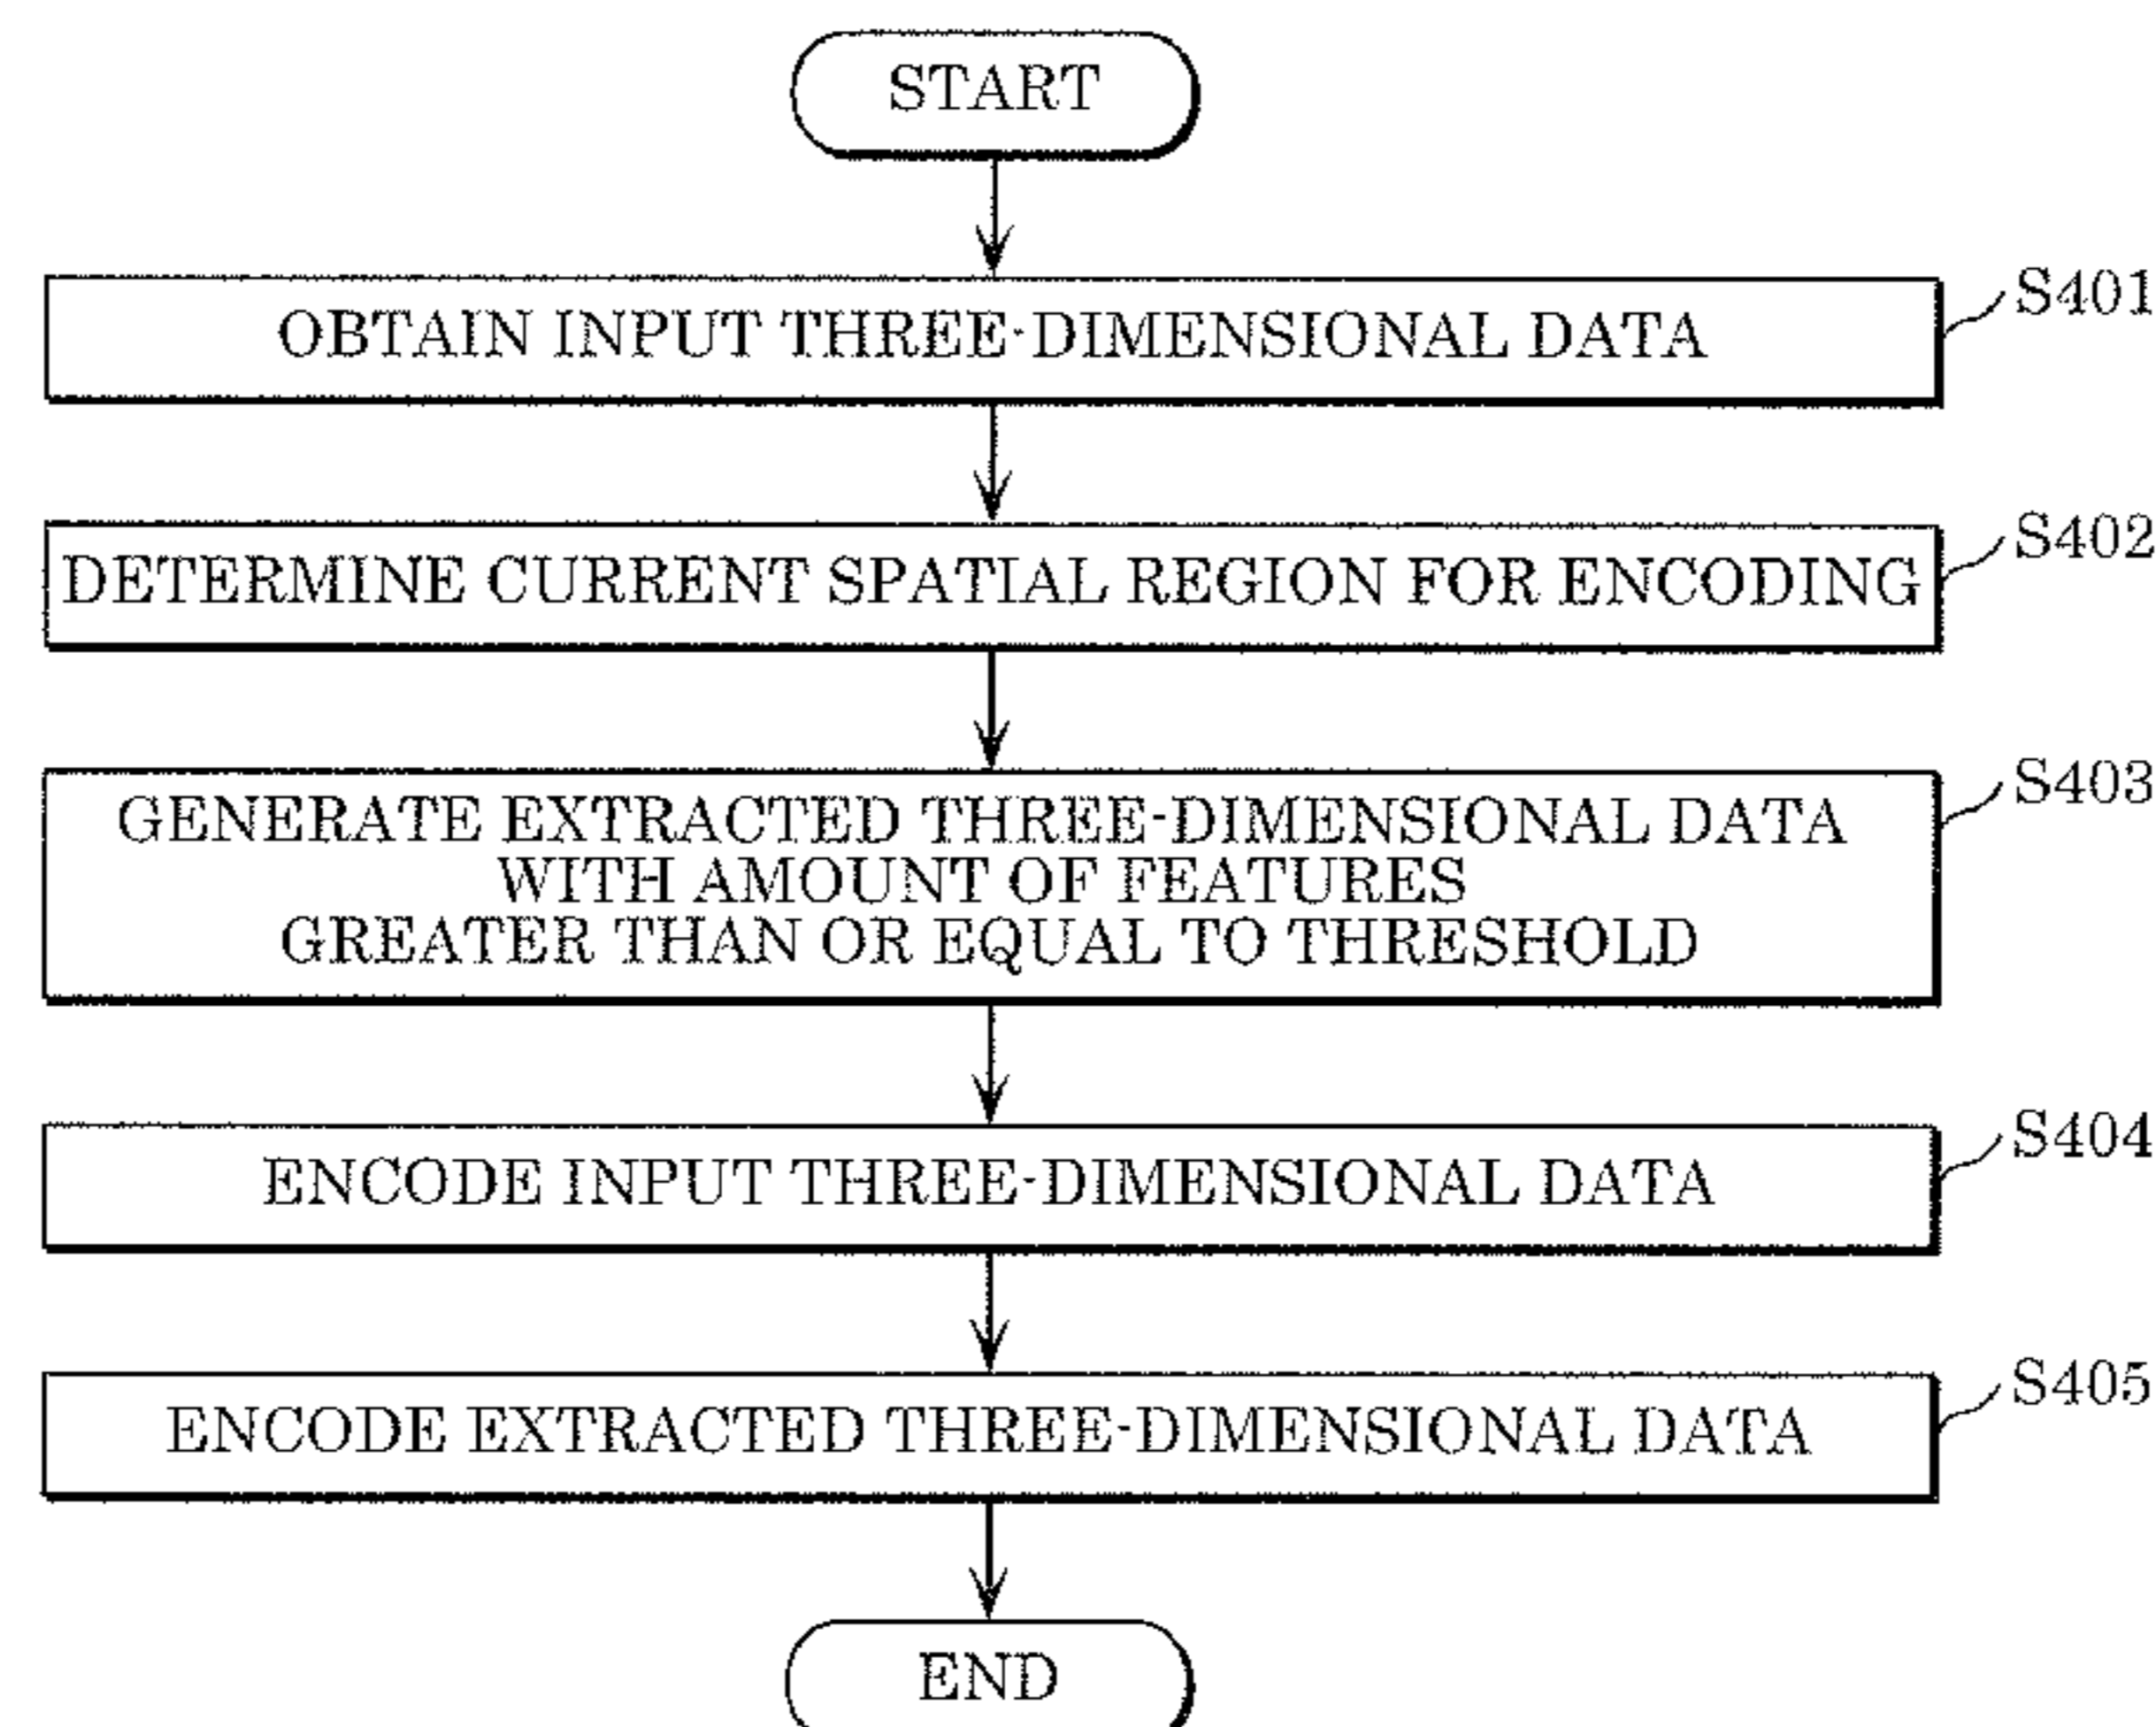 START
OBTAIN INPUT THREE-DIMENSIONAL DATA
S401
DETERMINE CURRENT SPATIAL REGION FOR ENCODING
S402
GENERATE EXTRACTED THREE-DIMENSIONAL DATA
WITH AMOUNT OF FEATURES
GREATER THAN OR EQUAL TO THRESHOLD
S403
ENCODE INPUT THREE-DIMENSIONAL DATA
S404
ENCODE EXTRACTED THREE-DIMENSIONAL DATA
S405
END